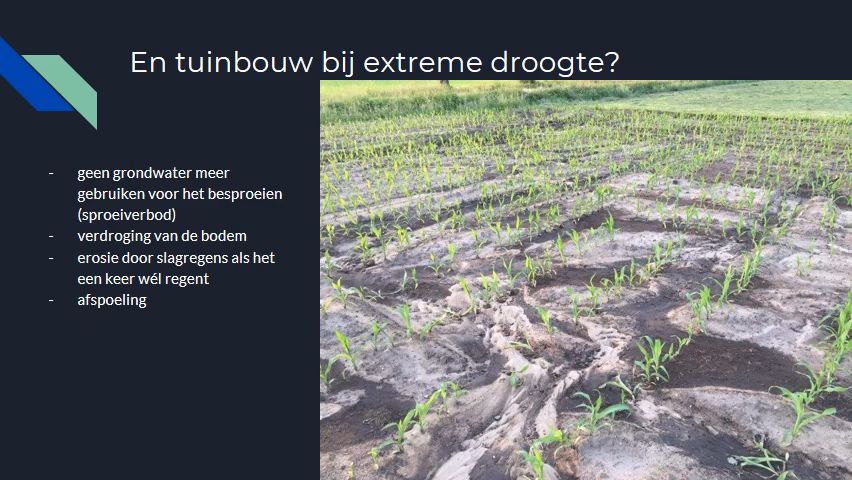 En tuinbouw bij extreme droogte?
- geen grondwater meer
gebruiken voor het besproeien
(sproeiverbod)
- verdroging van de bodem
- erosie door slagregens als het
een keer wél regent
- afspoeling